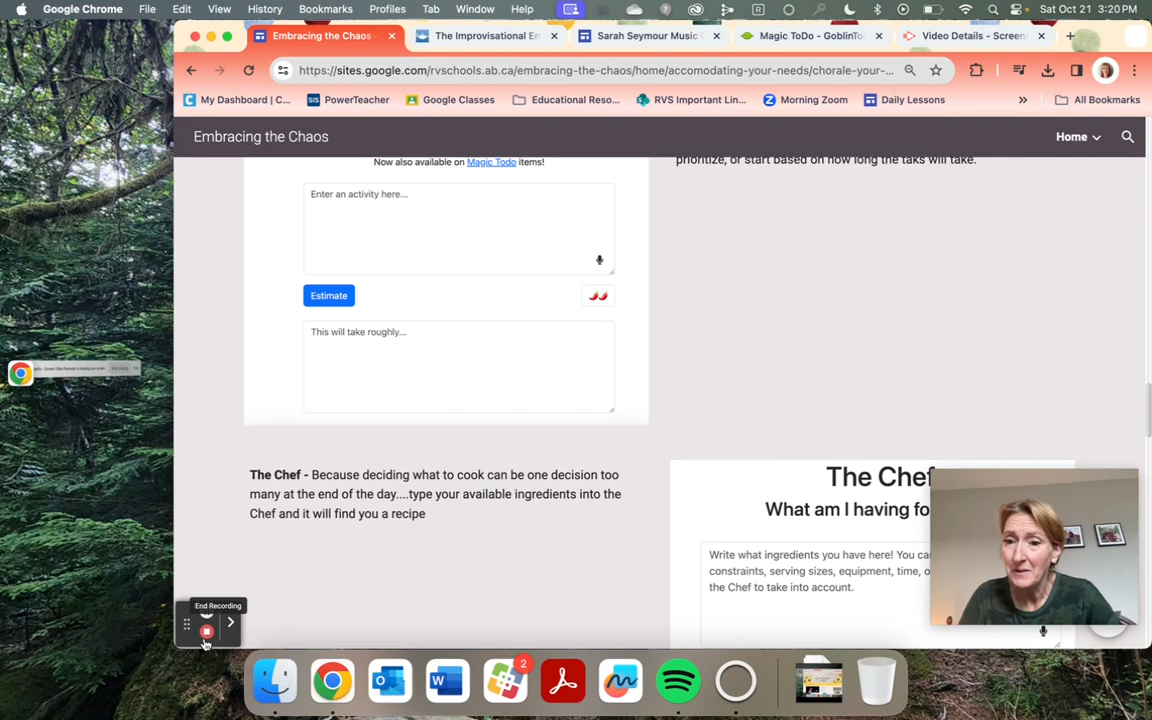 Google Chrome File Edit View History Bookmarks Profiles Tab Window Help Sat Oct 21 3:20 PM
Embracing the Chaos The Improvisational En Sarah Seymour Music Magic ToDo - GoblinTo Video Details - Screen
https://sites.google.com/rvschools.ab.ca/embracing-the-chaos/home/accomodating-your-needs/chorale-your-...
My Dashboard | C... PowerTeacher Google Classes Educational Reso... RVS Important Lin... Morning Zoom Daily Lessons » All Bookmarks
Embracing the Chaos Home
Now also available on Magic Todo items!
prioritize, or start based on how long the taks will take.
Enter an activity here...
Estimate
This will take roughly...
The Chef - Because deciding what to cook can be one decision too
many at the end of the day....type your available ingredients into the
Chef and it will find you a recipe
The Chef
What am I having fo
Write what ingredients you have here! You can
constraints, serving sizes, equipment, time, o
the Chef to take into account.
End Recording
2